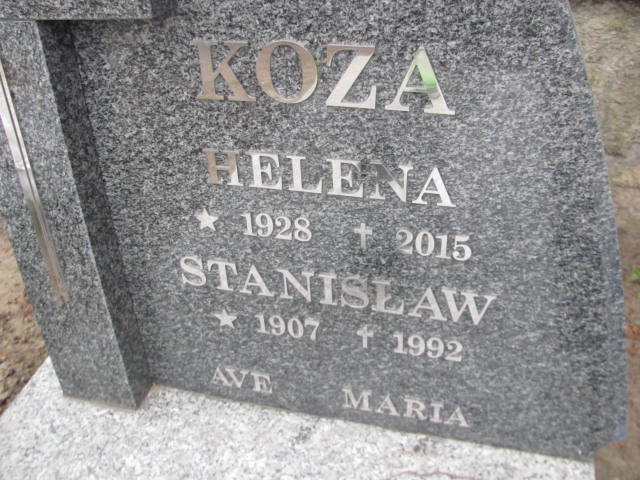 KOZA
HELENA
★ 1928 ✝ 2015
STANISŁAW
★ 1907 ✝ 1992
AVE MARIA